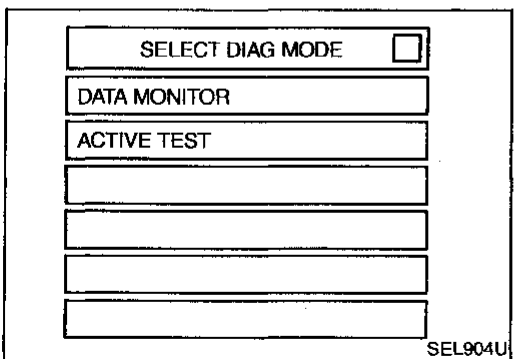 SELECT DIAG MODE
DATA MONITOR
ACTIVE TEST
SEL904U